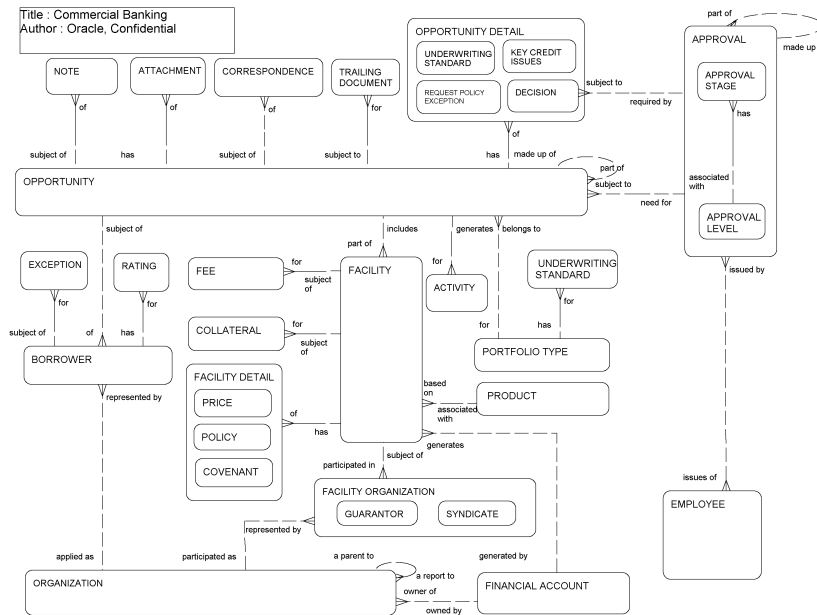 Title : Commercial Banking
Author : Oracle, Confidential
NOTE
of
subject of
ATTACHMENT
of
has
CORRESPONDENCE
of
subject of
TRAILING
DOCUMENT
for
subject to
OPPORTUNITY DETAIL
UNDERWRITING
STANDARD
KEY CREDIT
ISSUES
REQUEST POLICY
EXCEPTION
DECISION
of
has
subject to
required by
part of
made up
APPROVAL
APPROVAL
STAGE
has
associated
with
APPROVAL
LEVEL
made up of
part of
subject to
need for
OPPORTUNITY
subject of
includes
generates
belongs to
issued by
EXCEPTION
for
subject of
RATING
for
has
of
BORROWER
represented by
FEE
for
subject
of
COLLATERAL
for
subject
of
FACILITY DETAIL
PRICE
POLICY
COVENANT
of
has
part of
FACILITY
for
ACTIVITY
UNDERWRITING
STANDARD
for
has
for
PORTFOLIO TYPE
based
on
associated
with
PRODUCT
generates
subject of
participated in
FACILITY ORGANIZATION
GUARANTOR
SYNDICATE
represented by
issues of
EMPLOYEE
applied as
participated as
a parent to
a report to
generated by
ORGANIZATION
owner of
owned by
FINANCIAL ACCOUNT